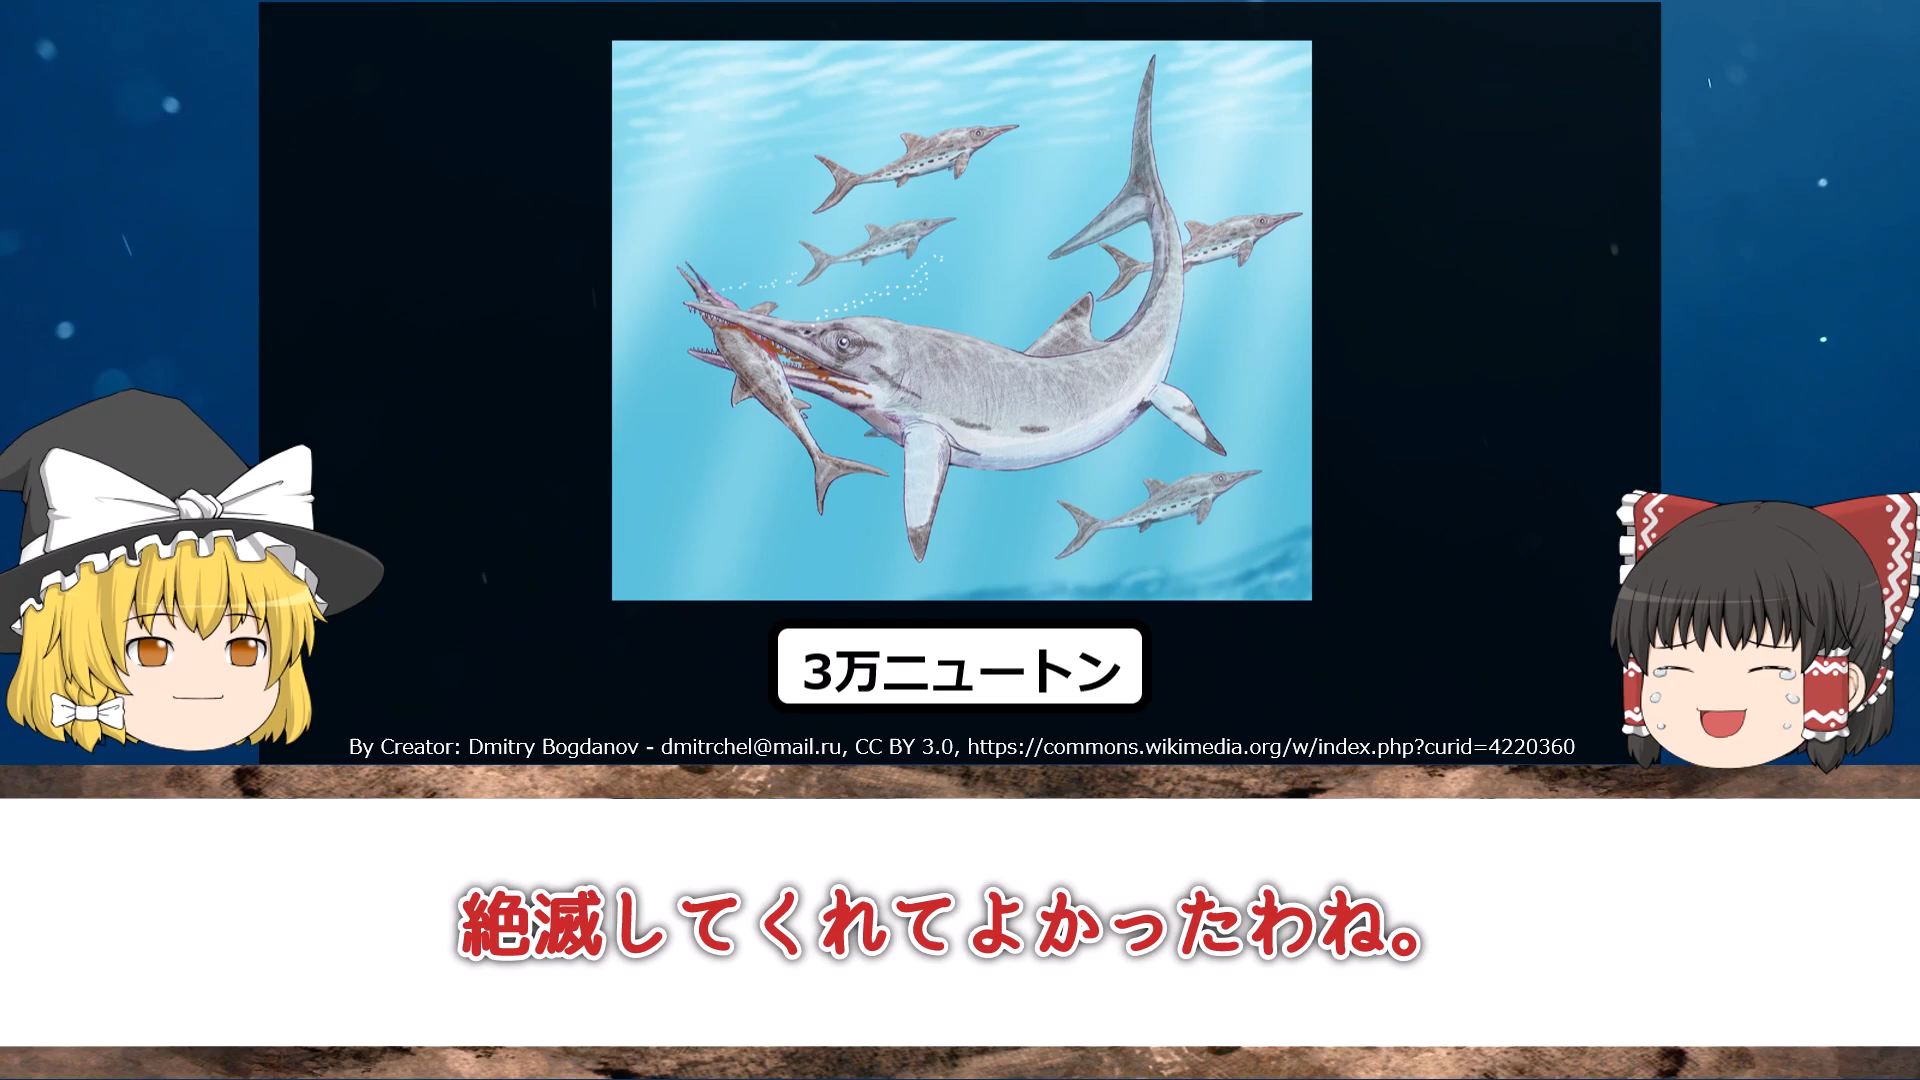 3万ニュートン
By Creator: Dmitry Bogdanov - dmitrchel@mail.ru, CC BY 3.0, https://commons.wikimedia.org/w/index.php?curid=4220360
絶滅してくれてよかったわね。